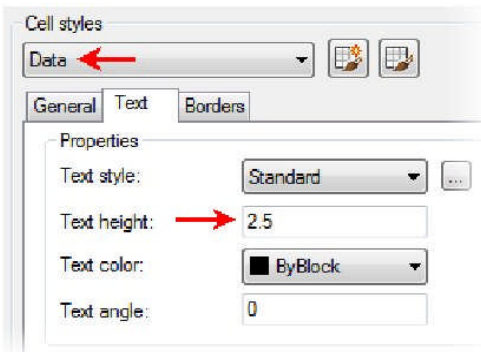 Cell styles
Data
General Text Borders
Properties
Text style: Standard ...
Text height: 2.5
Text color: ByBlock
Text angle: 0